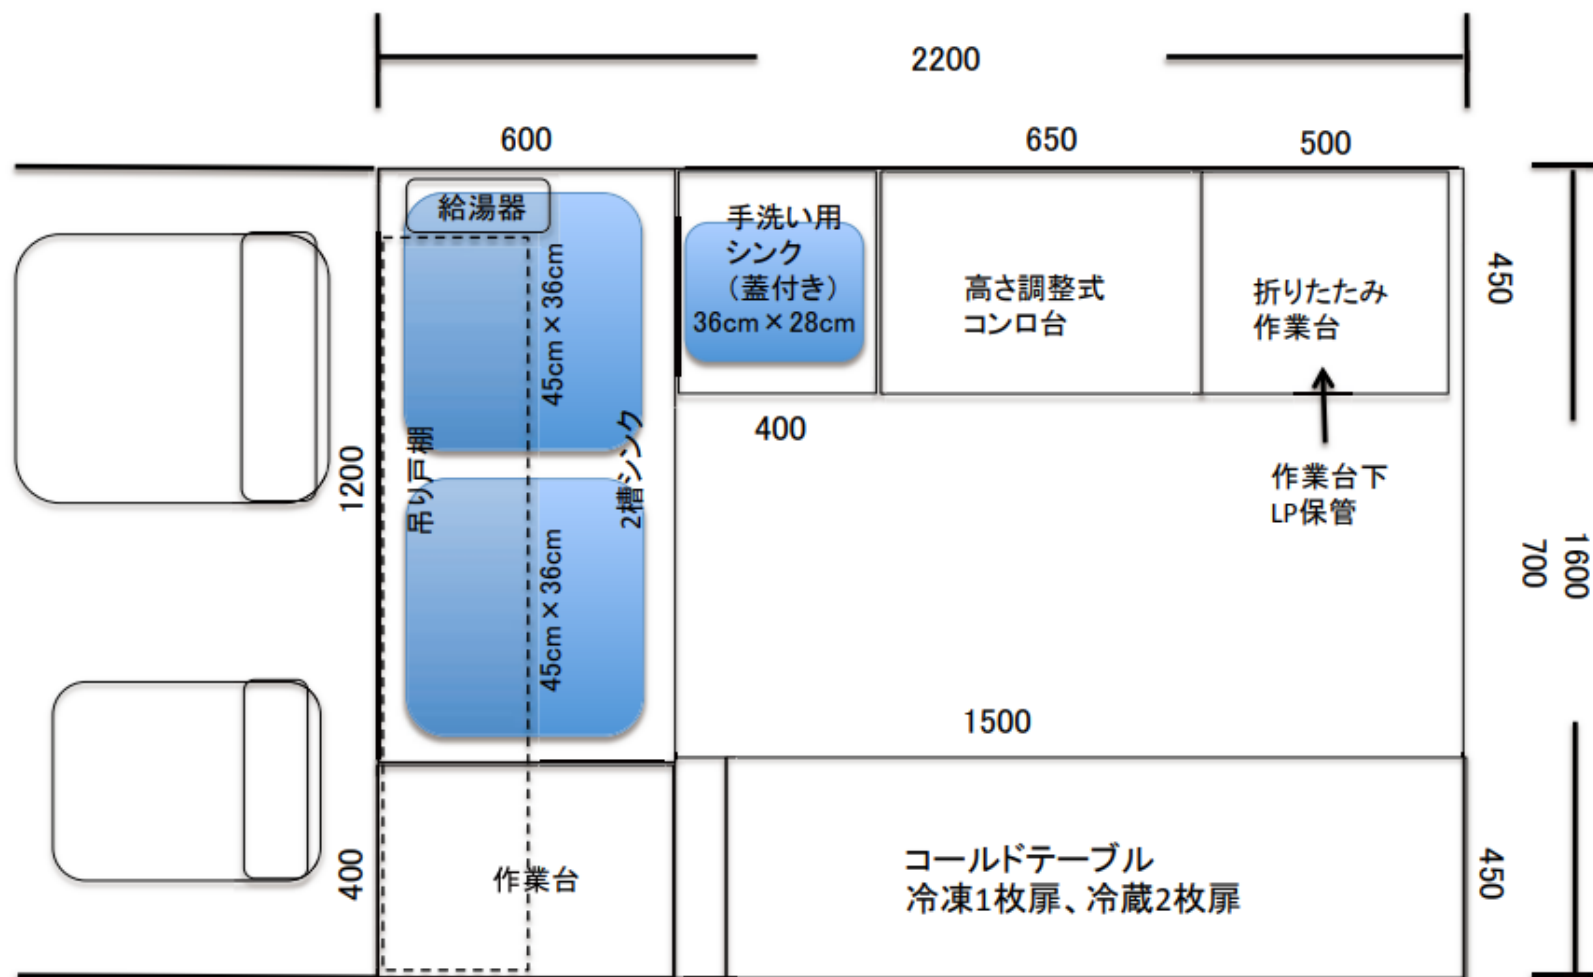 2200
600
650
500
給湯器
45cm×36cm
吊り戸棚
2槽シンク
45cm×36cm
1200
手洗い用
シンク
（蓋付き）
36cm×28cm
400
高さ調整式
コンロ台
折りたたみ
作業台
450
作業台下
LP保管
1600
700
1500
400
作業台
コールドテーブル
冷凍1枚扉、冷蔵2枚扉
450